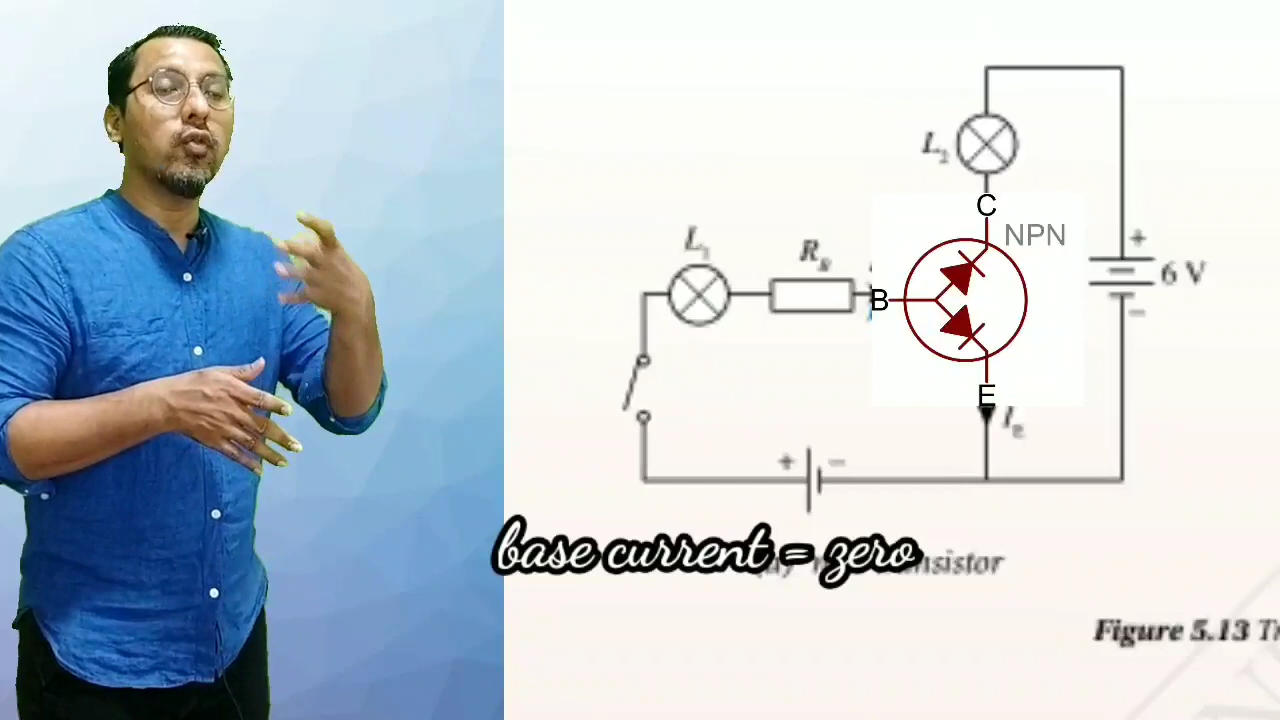 L₂
C
NPN
+
6 V
−
L₁
R_B
B
E
I_E
+
−
base current = zero
Figure 5.13